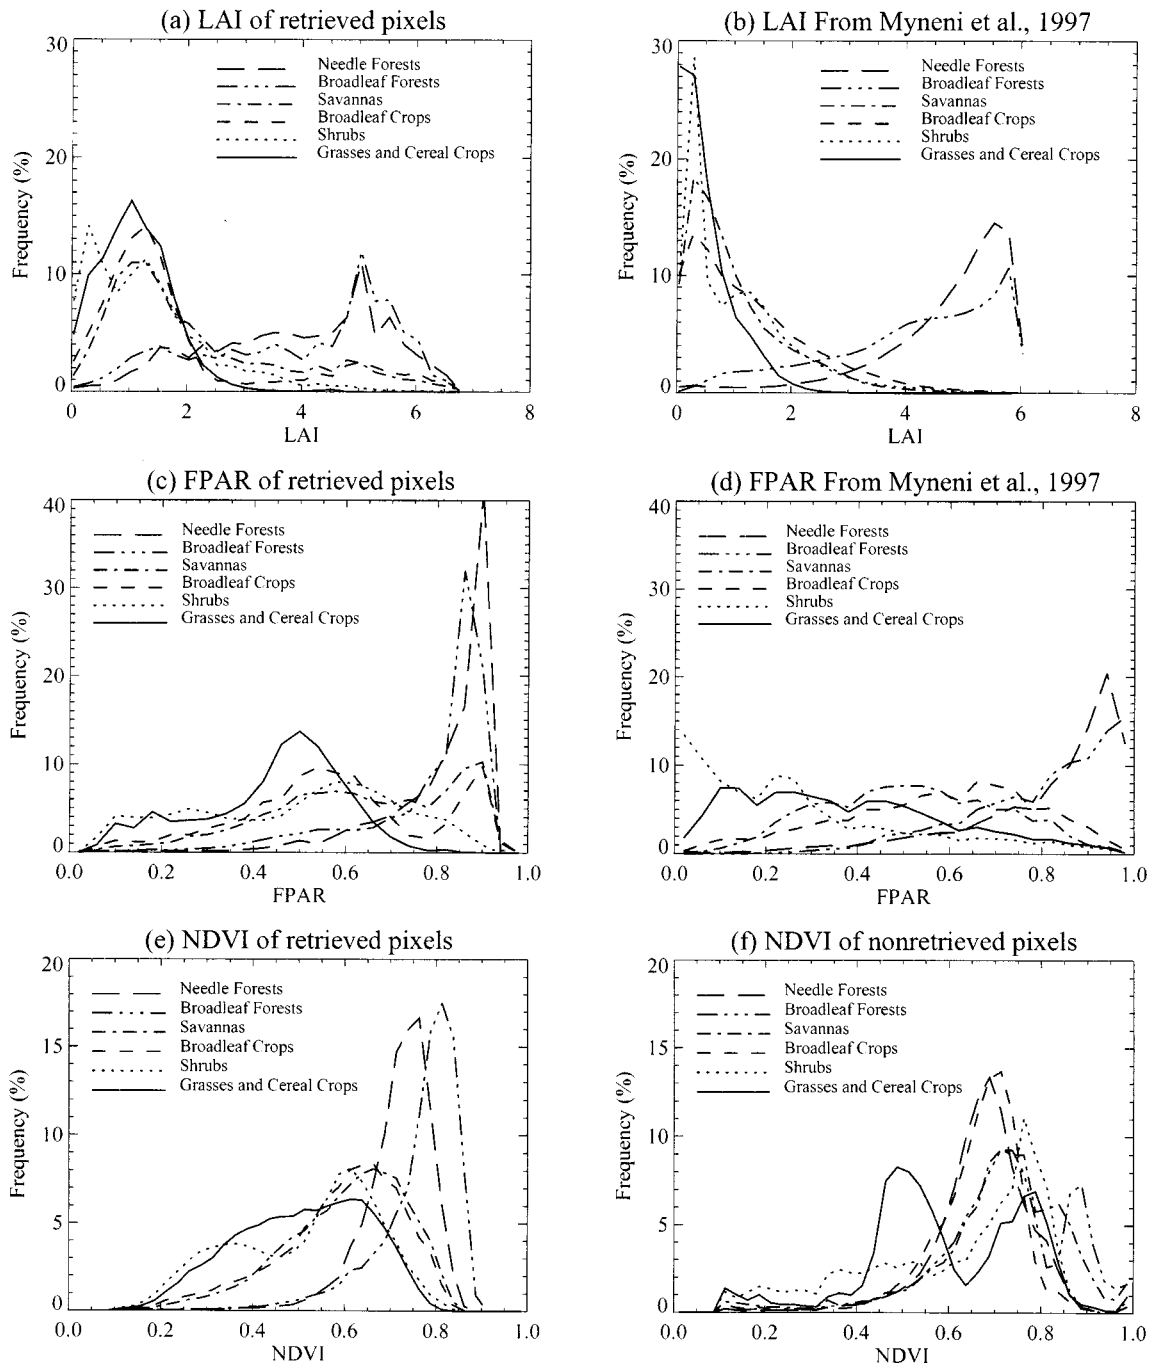 (a) LAI of retrieved pixels
30
20
10
0
Frequency (%)
Needle Forests
Broadleaf Forests
Savannas
Broadleaf Crops
Shrubs
Grasses and Cereal Crops
0 2 4 6 8
LAI
(b) LAI From Myneni et al., 1997
30
20
10
0
Frequency (%)
Needle Forests
Broadleaf Forests
Savannas
Broadleaf Crops
Shrubs
Grasses and Cereal Crops
0 2 4 6 8
LAI
(c) FPAR of retrieved pixels
40
30
20
10
0
Frequency (%)
Needle Forests
Broadleaf Forests
Savannas
Broadleaf Crops
Shrubs
Grasses and Cereal Crops
0.0 0.2 0.4 0.6 0.8 1.0
FPAR
(d) FPAR From Myneni et al., 1997
40
30
20
10
0
Frequency (%)
Needle Forests
Broadleaf Forests
Savannas
Broadleaf Crops
Shrubs
Grasses and Cereal Crops
0.0 0.2 0.4 0.6 0.8 1.0
FPAR
(e) NDVI of retrieved pixels
20
15
10
5
0
Frequency (%)
Needle Forests
Broadleaf Forests
Savannas
Broadleaf Crops
Shrubs
Grasses and Cereal Crops
0.0 0.2 0.4 0.6 0.8 1.0
NDVI
(f) NDVI of nonretrieved pixels
20
15
10
5
0
Frequency (%)
Needle Forests
Broadleaf Forests
Savannas
Broadleaf Crops
Shrubs
Grasses and Cereal Crops
0.0 0.2 0.4 0.6 0.8 1.0
NDVI